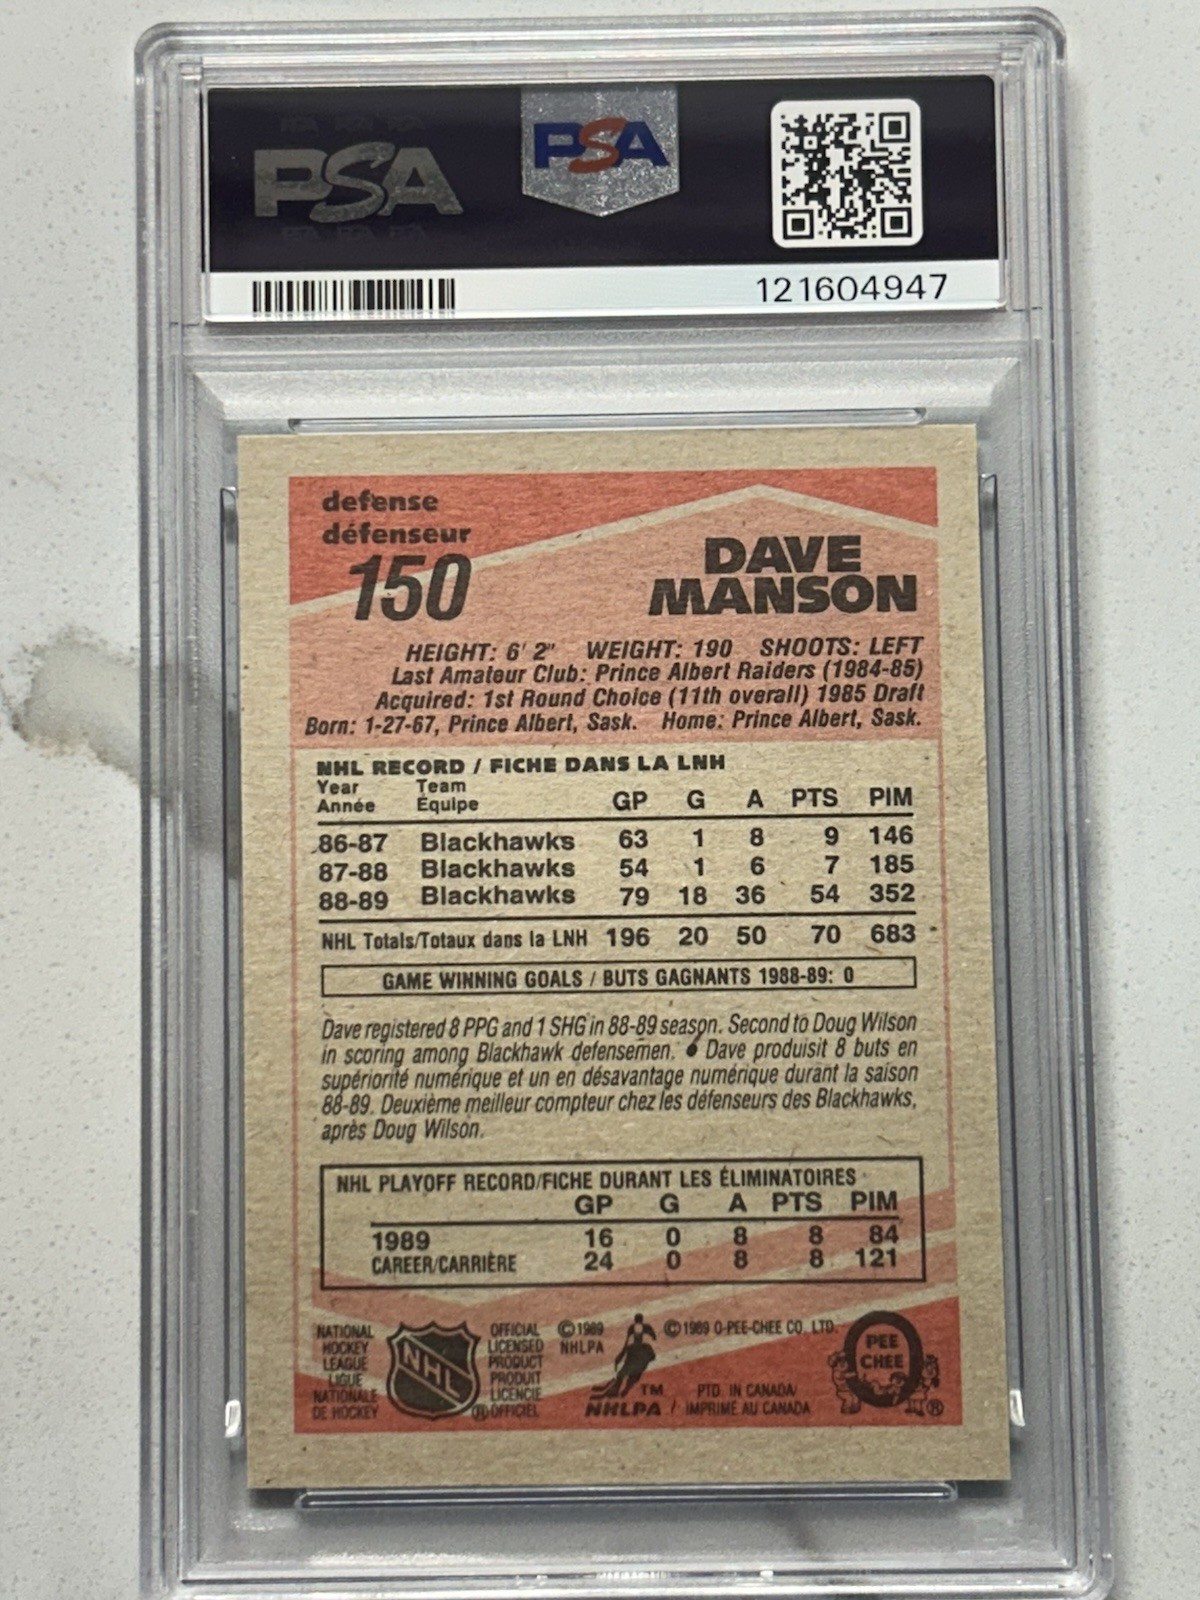 PSA
PSA
121604947
defense
défenseur
150
DAVE
MANSON
HEIGHT: 6' 2" WEIGHT: 190 SHOOTS: LEFT
Last Amateur Club: Prince Albert Raiders (1984-85)
Acquired: 1st Round Choice (11th overall) 1985 Draft
Born: 1-27-67, Prince Albert, Sask. Home: Prince Albert, Sask.
NHL RECORD / FICHE DANS LA LNH
Year Team
Année Équipe GP G A PTS PIM
86-87 Blackhawks 63 1 8 9 146
87-88 Blackhawks 54 1 6 7 185
88-89 Blackhawks 79 18 36 54 352
NHL Totals/Totaux dans la LNH 196 20 50 70 683
GAME WINNING GOALS / BUTS GAGNANTS 1988-89: 0
Dave registered 8 PPG and 1 SHG in 88-89 season. Second to Doug Wilson
in scoring among Blackhawk defensemen. ● Dave produisit 8 buts en
supériorité numérique et un en désavantage numérique durant la saison
88-89. Deuxième meilleur compteur chez les défenseurs des Blackhawks,
après Doug Wilson.
NHL PLAYOFF RECORD/FICHE DURANT LES ÉLIMINATOIRES
GP G A PTS PIM
1989 16 0 8 8 84
CAREER/CARRIÈRE 24 0 8 8 121
NATIONAL
HOCKEY
LEAGUE
LIGUE
NATIONALE
DE HOCKEY
NHL
®
OFFICIAL
LICENSED
PRODUCT
PRODUIT
LICENCIÉ
OFFICIEL
©1989
NHLPA
TM
NHLPA
©1989 O-PEE-CHEE CO. LTD.
/ PTD. IN CANADA/
IMPRIMÉ AU CANADA
O
PEE
CHEE
®